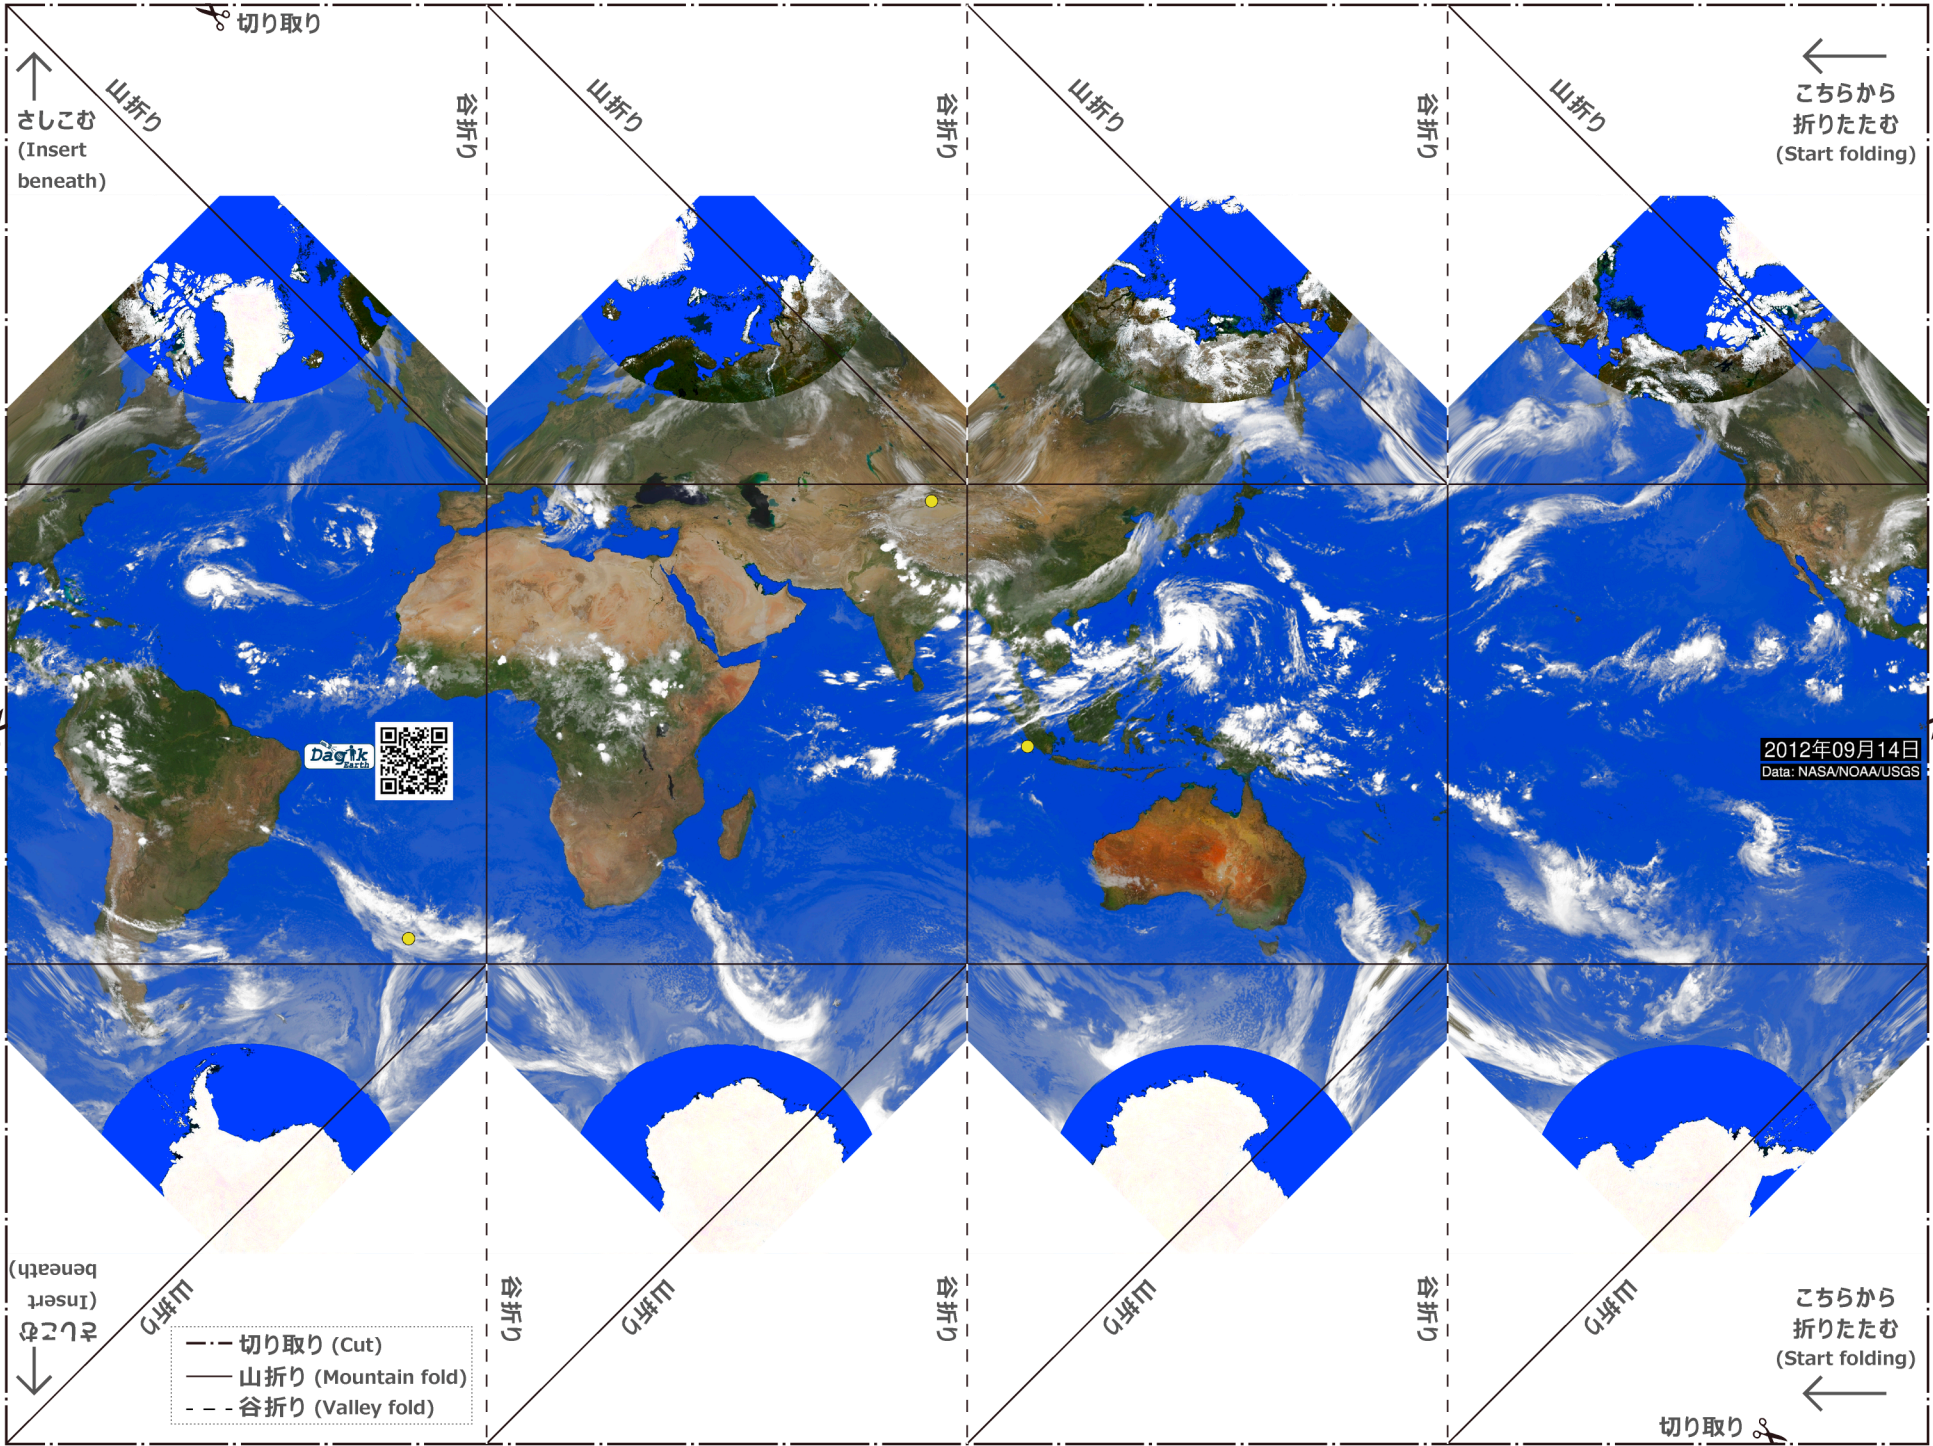 切り取り
山折り
谷折り
山折り
谷折り
山折り
谷折り
山折り
さしこむ
(Insert
beneath)
こちらから
折りたたむ
(Start folding)
Dagik
Earth
2012年09月14日
Data: NASA/NOAA/USGS
さしこむ
(Insert
beneath)
山折り
谷折り
山折り
谷折り
山折り
谷折り
山折り
こちらから
折りたたむ
(Start folding)
切り取り (Cut)
山折り (Mountain fold)
谷折り (Valley fold)
切り取り